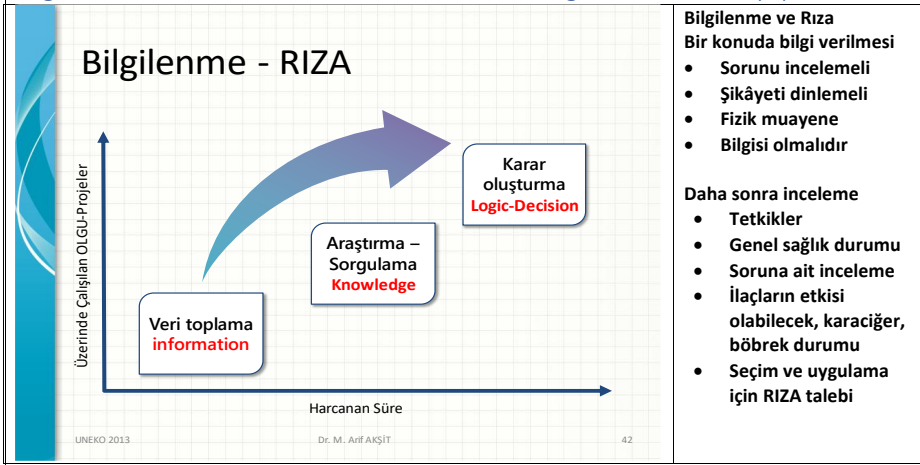 Bilgilenme - RIZA
Üzerinde Çalışılan OLGU-Projeler
Veri toplama
information
Araştırma –
Sorgulama
Knowledge
Karar
oluşturma
Logic-Decision
Harcanan Süre
UNEKO 2013
Dr. M. Arif AKŞİT
42
Bilgilenme ve Rıza
Bir konuda bilgi verilmesi
• Sorunu incelemeli
• Şikâyeti dinlemeli
• Fizik muayene
• Bilgisi olmalıdır
Daha sonra inceleme
• Tetkikler
• Genel sağlık durumu
• Soruna ait inceleme
• İlaçların etkisi
olabilecek, karaciğer,
böbrek durumu
• Seçim ve uygulama
için RIZA talebi